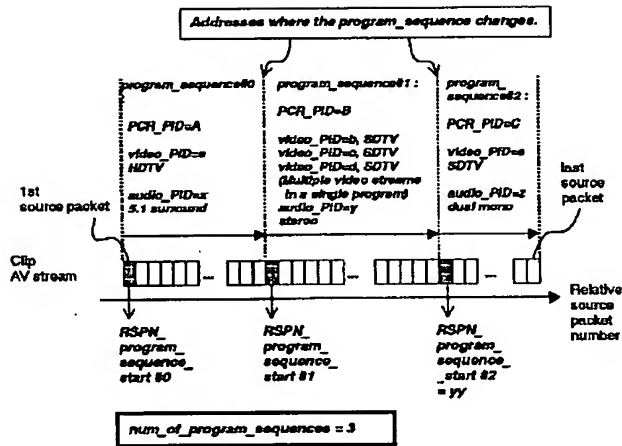 Addresses where the program_sequence changes.
program_sequence#0
PCR_PID=A
video_PID=a
HDTV
audio_PID=x
5.1 surround
program_sequence#1 :
PCR_PID=B
video_PID=b, SDTV
video_PID=c, SDTV
video_PID=d, SDTV
(Multiple video streams
in a single program)
audio_PID=y
stereo
program_
sequence#2 :
PCR_PID=C
video_PID=e
SDTV
audio_PID=z
dual mono
1st
source packet
last
source
packet
Clip
AV stream
...
...
...
Relative
source
packet
number
RSPN_
program_
sequence_
start #0
RSPN_
program_
sequence_
start #1
RSPN_
program_
sequence_
_start #2
= yy
num_of_program_sequences = 3